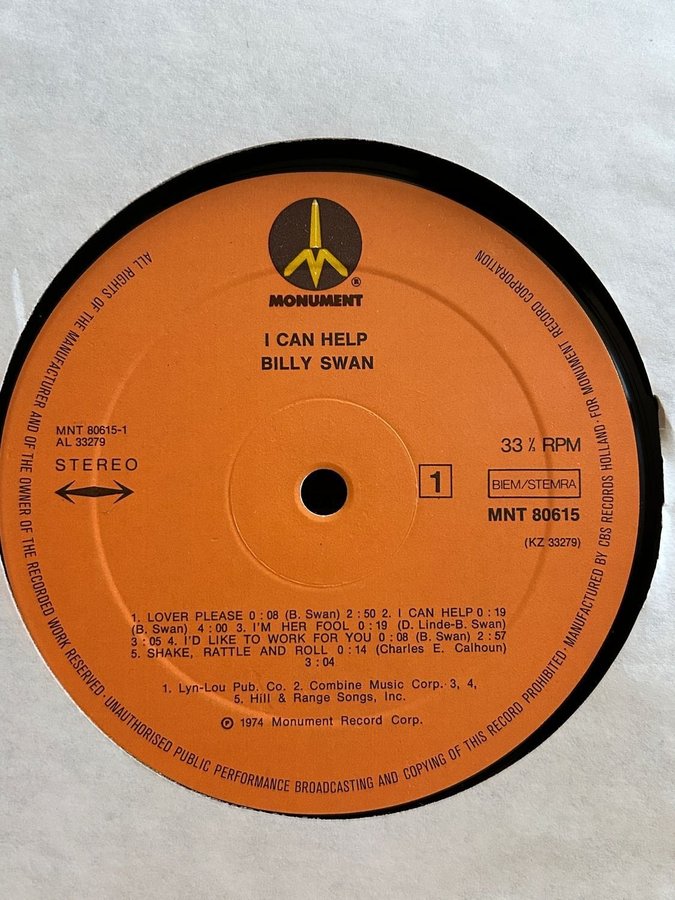 ®
MONUMENT
I CAN HELP
BILLY SWAN
MNT 80615-1
AL 33279
STEREO
33 ⅓ RPM
1
BIEM/STEMRA
MNT 80615
(KZ 33279)
1. LOVER PLEASE 0 : 08 (B. Swan) 2 : 50 2. I CAN HELP 0 : 19
(B. Swan) 4 : 00 3. I'M HER FOOL 0 : 19 (D. Linde-B. Swan)
3 : 05 4. I'D LIKE TO WORK FOR YOU 0 : 08 (B. Swan) 2 : 57
5. SHAKE, RATTLE AND ROLL 0 : 14 (Charles E. Calhoun)
3 : 04
1. Lyn-Lou Pub. Co. 2. Combine Music Corp. 3, 4,
5. Hill & Range Songs, Inc.
℗ 1974 Monument Record Corp.
ALL RIGHTS OF THE MANUFACTURER AND OF THE OWNER OF THE RECORDED WORK RESERVED · UNAUTHORISED PUBLIC PERFORMANCE BROADCASTING AND COPYING OF THIS RECORD PROHIBITED · MANUFACTURED BY CBS RECORDS HOLLAND · FOR MONUMENT RECORD CORPORATION